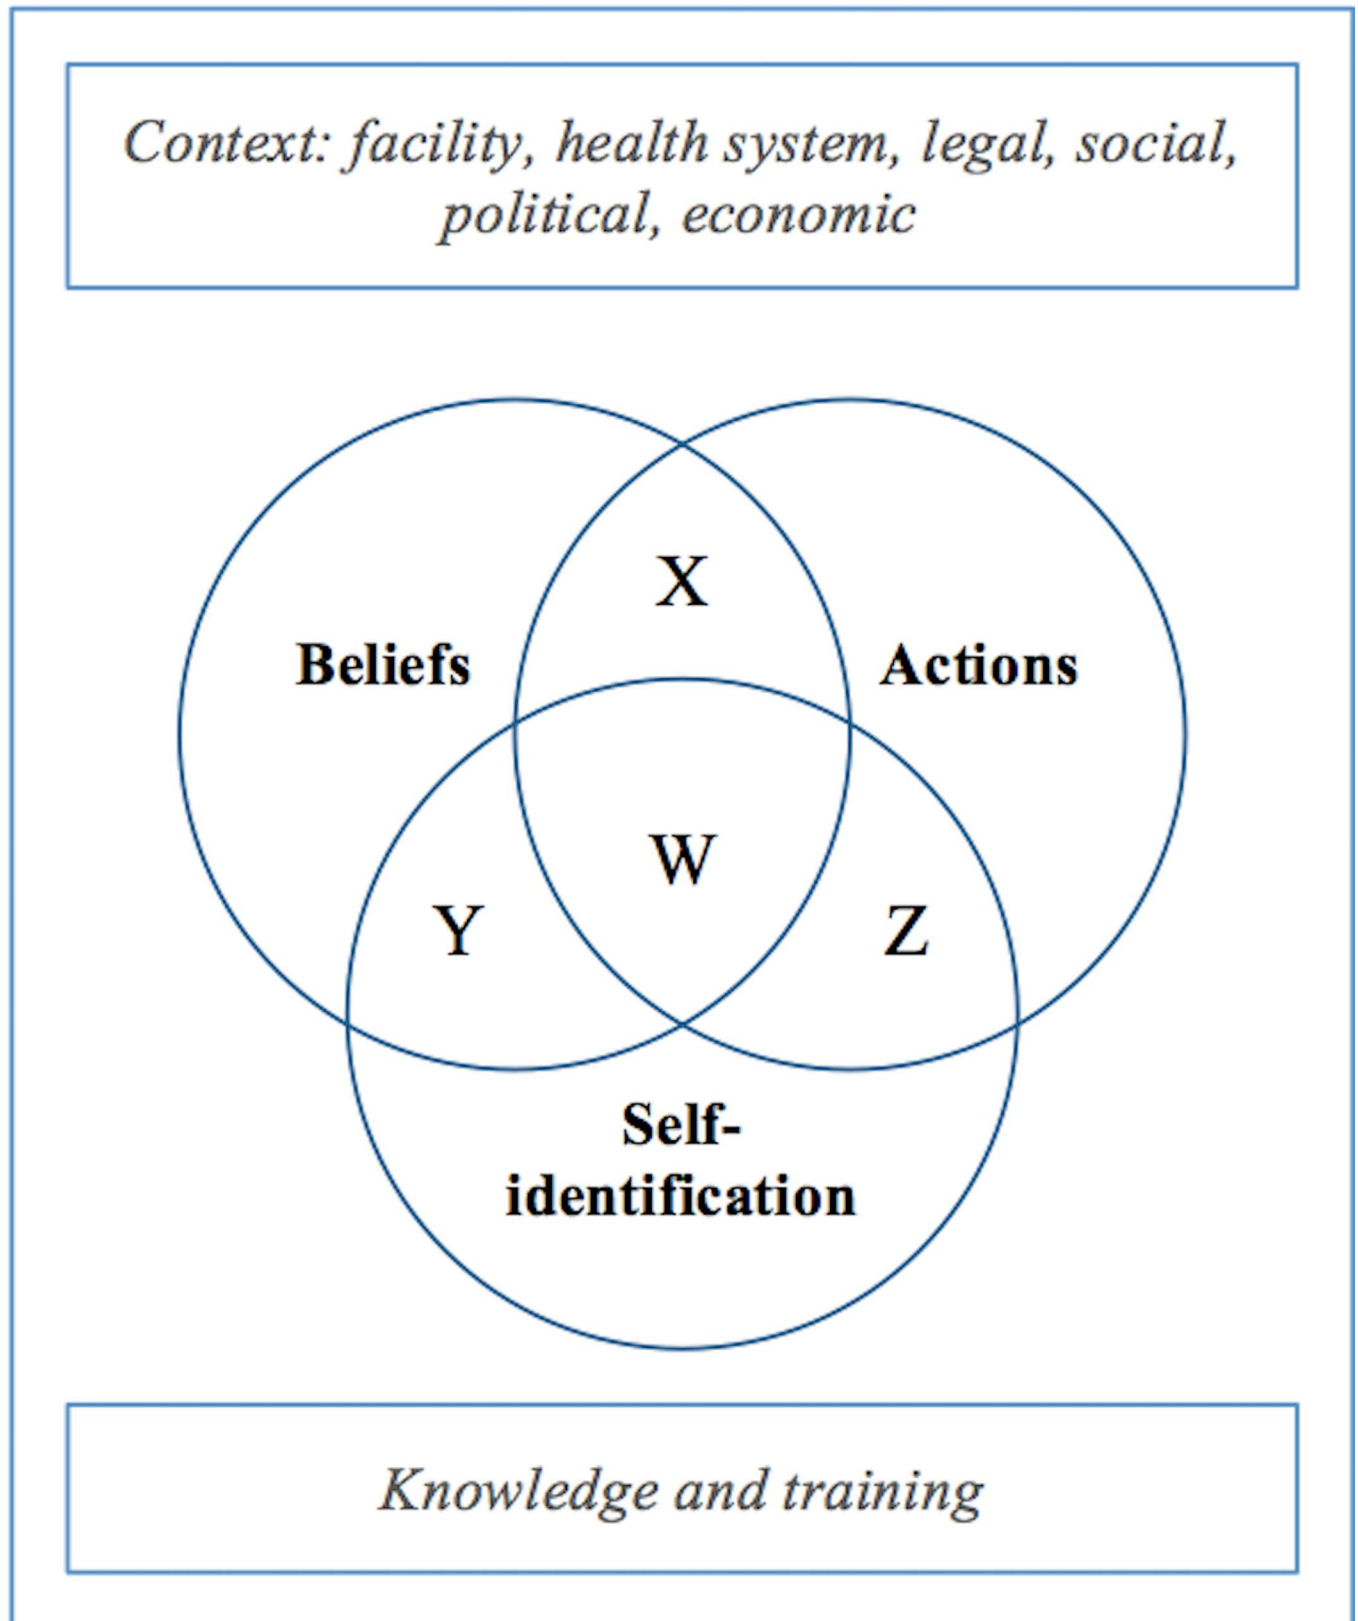 Context: facility, health system, legal, social,
political, economic
X
Beliefs
Actions
W
Y
Z
Self-
identification
Knowledge and training